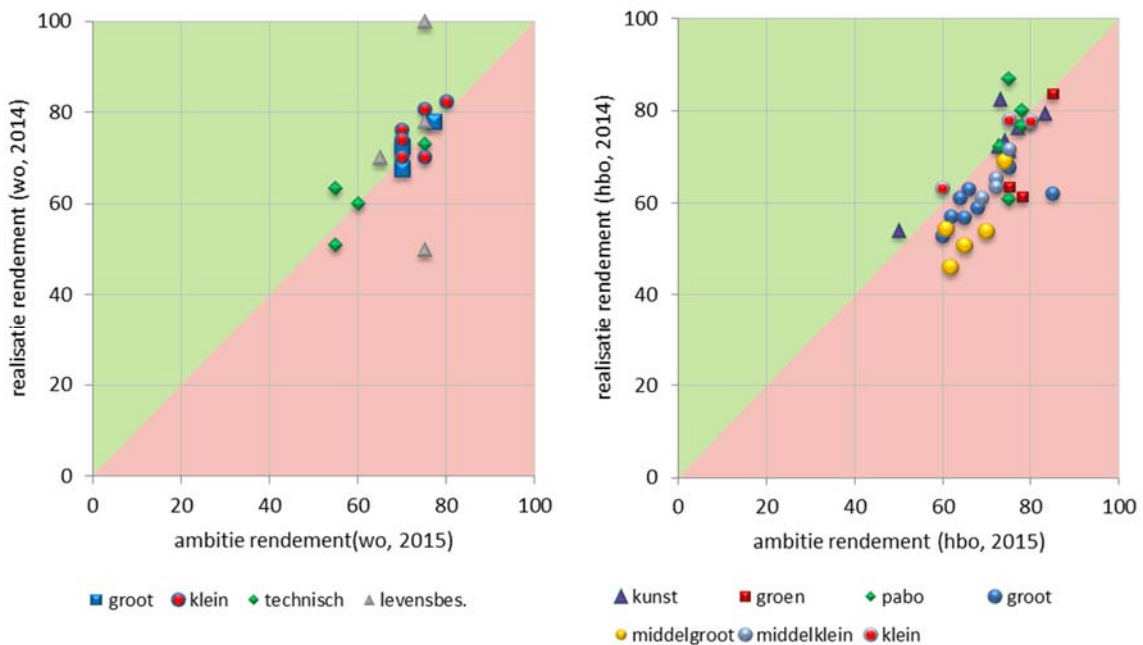 realisatie rendement (wo, 2014)
100
80
60
40
20
0
0 20 40 60 80 100
ambitie rendement(wo, 2015)
groot klein technisch levensbes.
realisatie rendement (hbo, 2014)
100
80
60
40
20
0
0 20 40 60 80 100
ambitie rendement (hbo, 2015)
kunst groen pabo groot
middelgroot middelklein klein